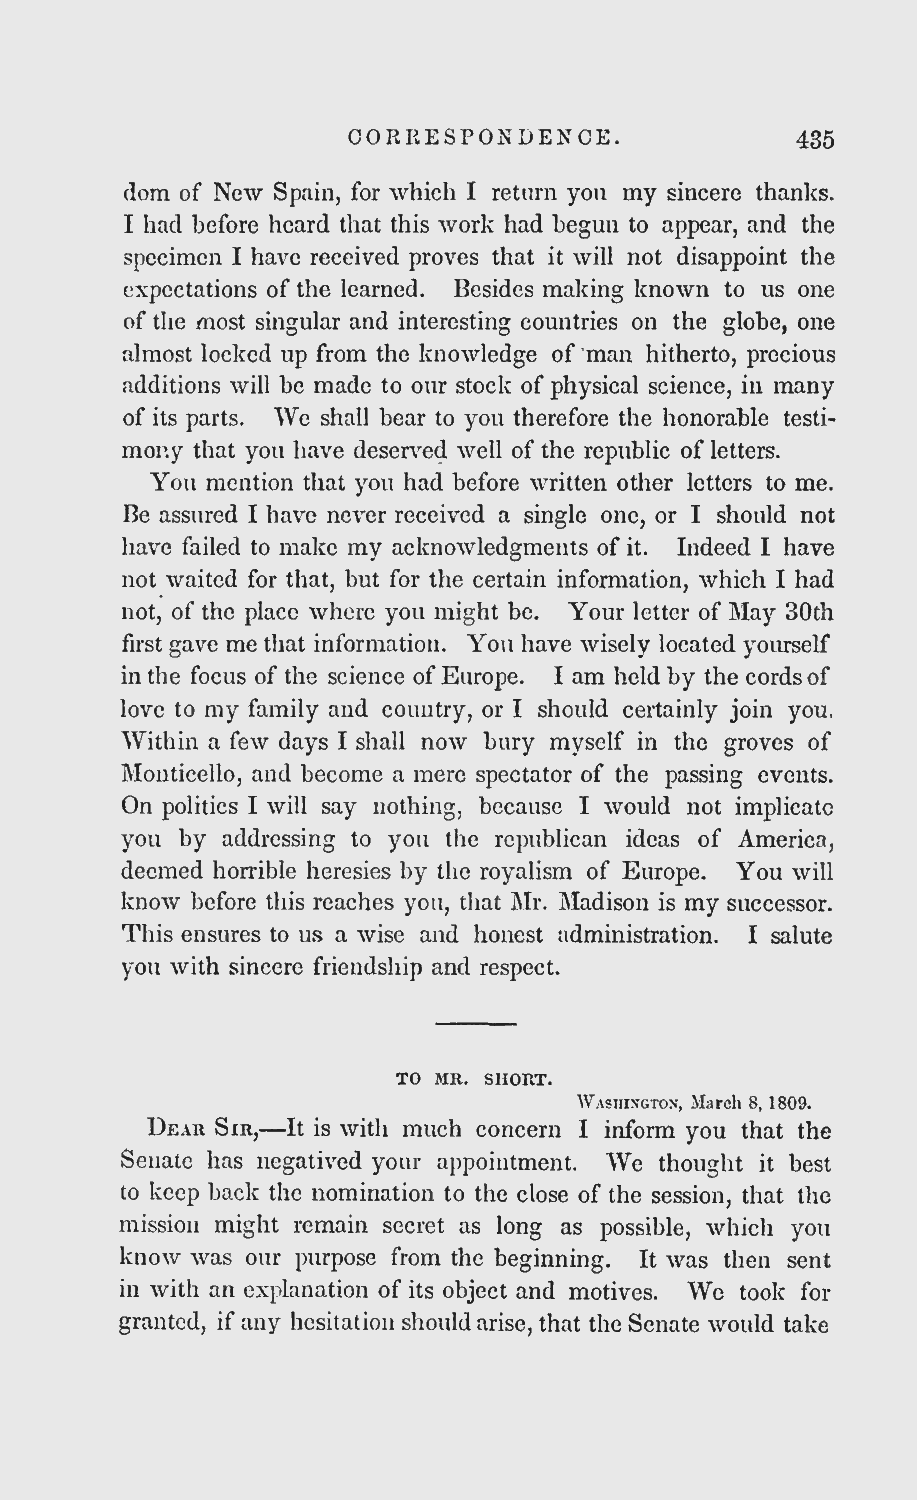 CORRESPONDENCE. 435
dom of New Spain, for which I return you my sincere thanks.
I had before heard that this work had begun to appear, and the
specimen I have received proves that it will not disappoint the
expectations of the learned. Besides making known to us one
of the most singular and interesting countries on the globe, one
almost locked up from the knowledge of man hitherto, precious
additions will be made to our stock of physical science, in many
of its parts. We shall bear to you therefore the honorable testi-
mony that you have deserved well of the republic of letters.
You mention that you had before written other letters to me.
Be assured I have never received a single one, or I should not
have failed to make my acknowledgments of it. Indeed I have
not waited for that, but for the certain information, which I had
not, of the place where you might be. Your letter of May 30th
first gave me that information. You have wisely located yourself
in the focus of the science of Europe. I am held by the cords of
love to my family and country, or I should certainly join you.
Within a few days I shall now bury myself in the groves of
Monticello, and become a mere spectator of the passing events.
On politics I will say nothing, because I would not implicate
you by addressing to you the republican ideas of America,
deemed horrible heresies by the royalism of Europe. You will
know before this reaches you, that Mr. Madison is my successor.
This ensures to us a wise and honest administration. I salute
you with sincere friendship and respect.
TO MR. SHORT.
WASHINGTON, March 8, 1809.
DEAR SIR,—It is with much concern I inform you that the
Senate has negatived your appointment. We thought it best
to keep back the nomination to the close of the session, that the
mission might remain secret as long as possible, which you
know was our purpose from the beginning. It was then sent
in with an explanation of its object and motives. We took for
granted, if any hesitation should arise, that the Senate would take